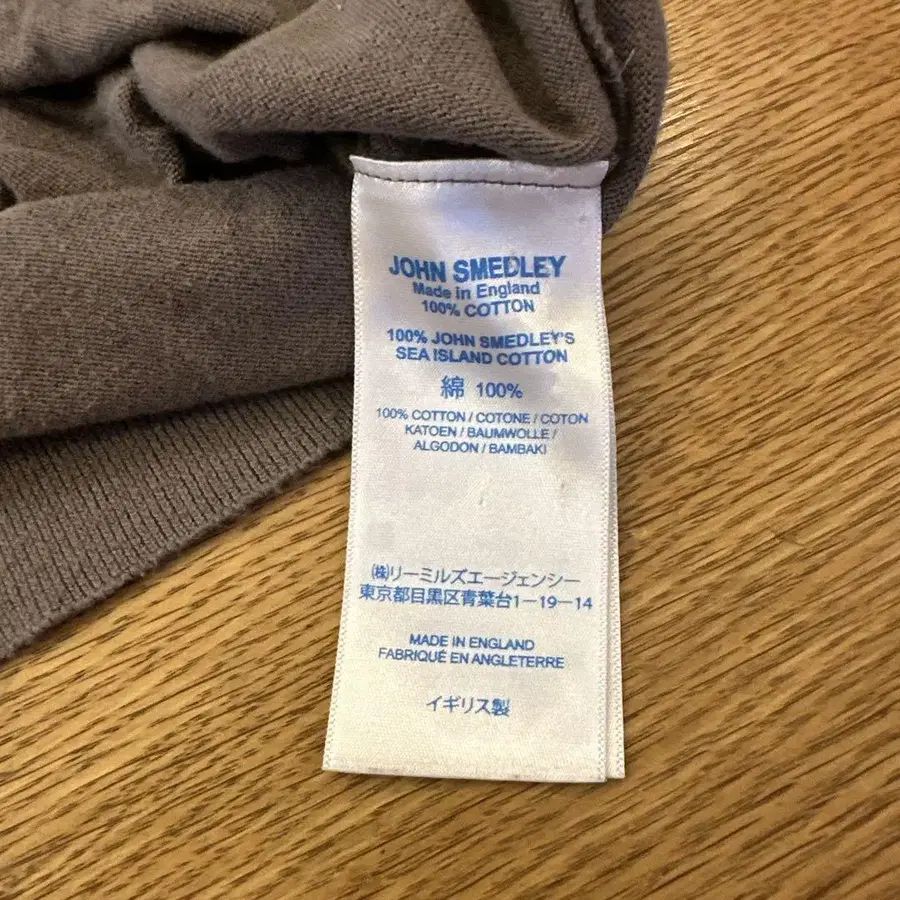 JOHN SMEDLEY
Made in England
100% COTTON
100% JOHN SMEDLEY'S
SEA ISLAND COTTON
綿 100%
100% COTTON / COTONE / COTON
KATOEN / BAUMWOLLE /
ALGODON / BAMBAKI
㈱リーミルズエージェンシー
東京都目黒区青葉台1-19-14
MADE IN ENGLAND
FABRIQUÉ EN ANGLETERRE
イギリス製